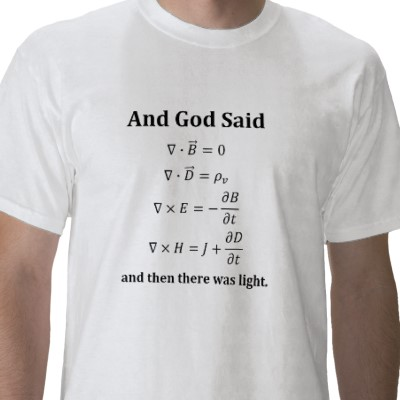 And God Said
∇ · B⃗ = 0
∇ · D⃗ = ρᵥ
∇ × E = −∂B/∂t
∇ × H = J + ∂D/∂t
and then there was light.